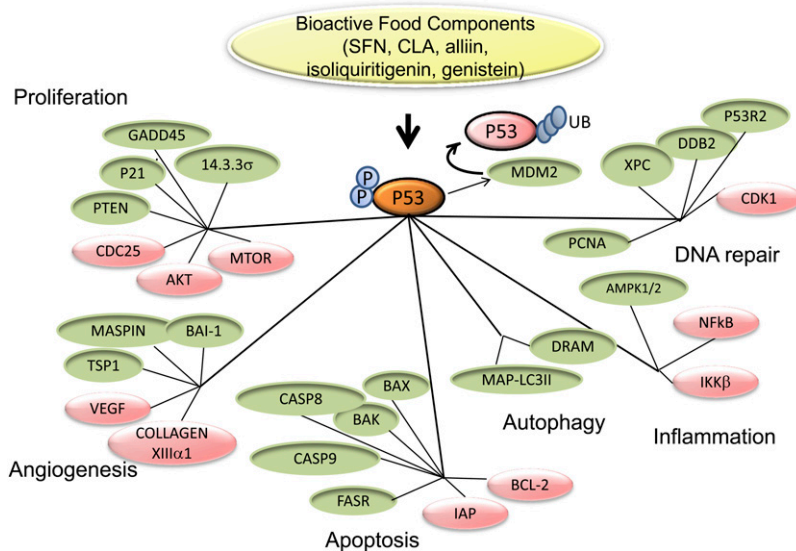 Bioactive Food Components
(SFN, CLA, alliin,
isoliquiritigenin, genistein)
Proliferation
GADD45
P21
14.3.3σ
PTEN
CDC25
AKT
MTOR
P
P
P53
MDM2
P53
UB
P53R2
DDB2
XPC
CDK1
PCNA
DNA repair
MASPIN
BAI-1
TSP1
VEGF
COLLAGEN
XIIIα1
Angiogenesis
CASP8
BAX
BAK
CASP9
FASR
IAP
BCL-2
Apoptosis
DRAM
MAP-LC3II
Autophagy
AMPK1/2
NFkB
IKKβ
Inflammation